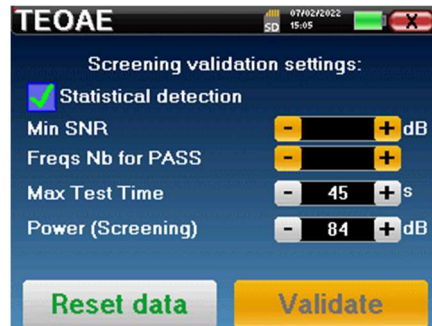 TEOAE
SD
07/02/2022
15:05
X
Screening validation settings:
Statistical detection
Min SNR - + dB
Freqs Nb for PASS - +
Max Test Time - 45 + s
Power (Screening) - 84 + dB
Reset data
Validate